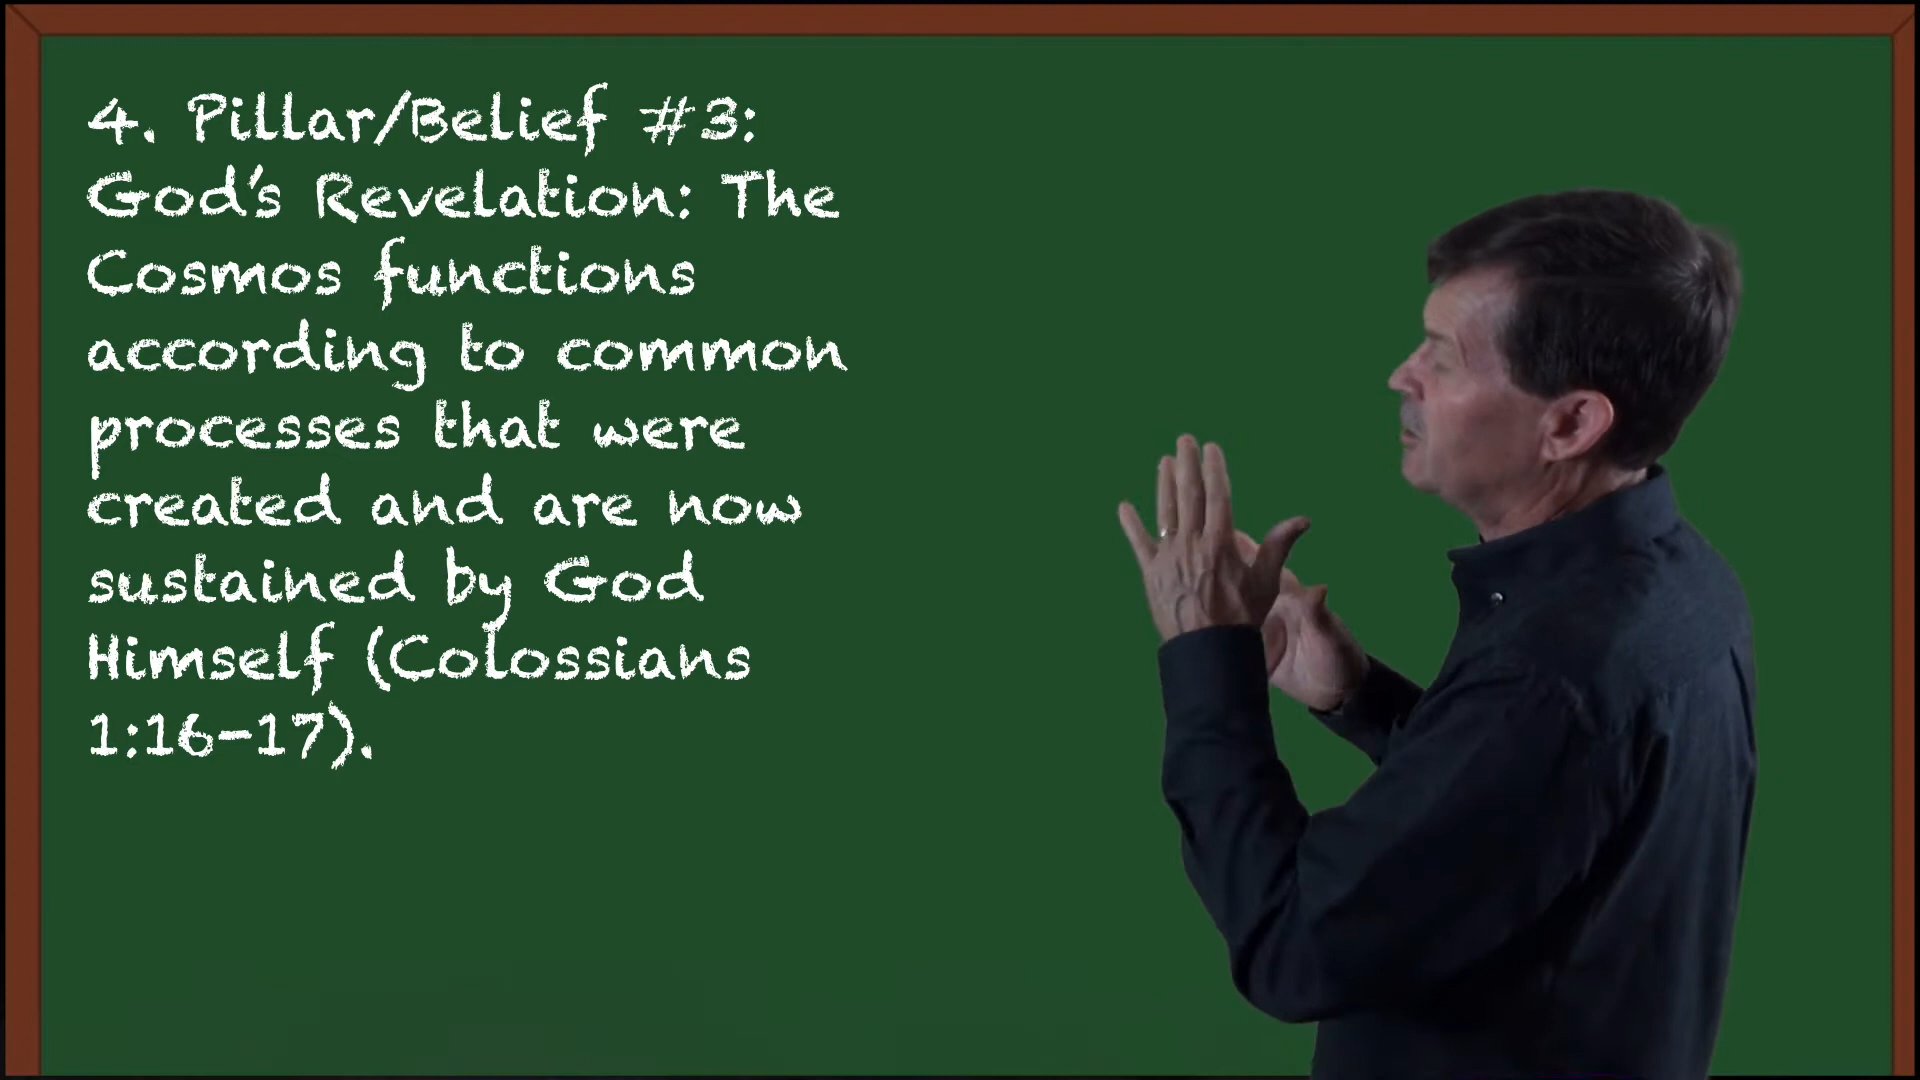 4. Pillar/Belief #3:
God's Revelation: The
Cosmos functions
according to common
processes that were
created and are now
sustained by God
Himself (Colossians
1:16-17).